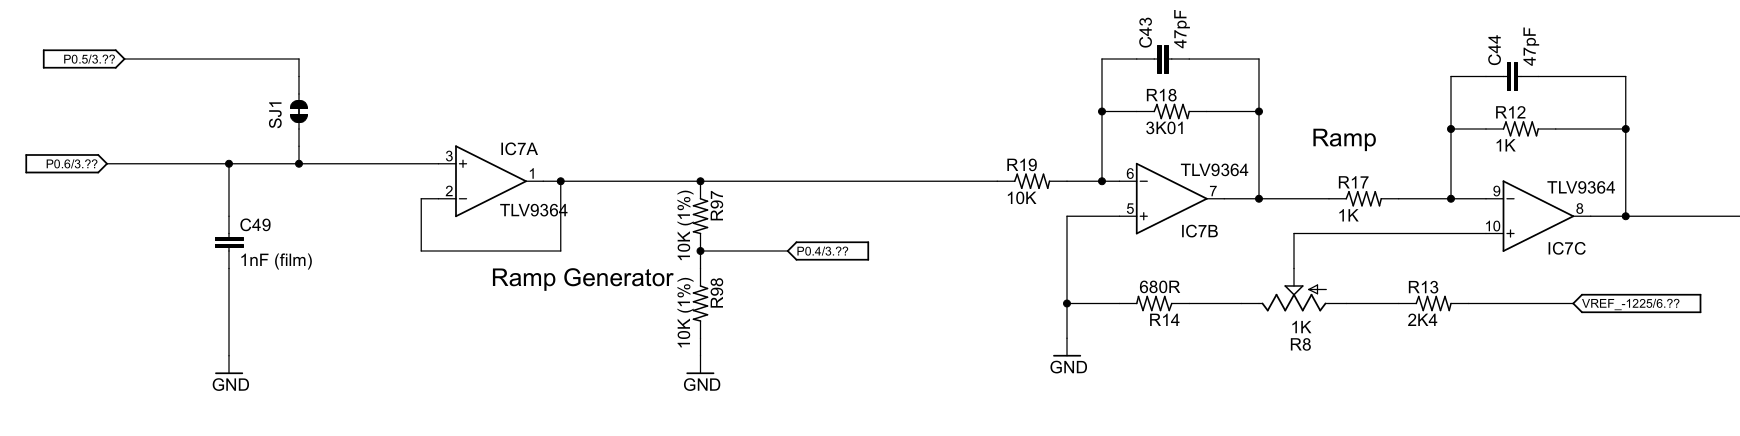 P0.5/3.??
SJ1
P0.6/3.??
C49
1nF (film)
GND
3
2
+
−
1
IC7A
TLV9364
Ramp Generator
10K (1%)
R97
10K (1%)
R98
P0.4/3.??
GND
R19
10K
C43
47pF
R18
3K01
6
5
−
+
7
TLV9364
IC7B
GND
680R
R14
1K
R8
R13
2K4
VREF_-1225/6.??
Ramp
R17
1K
C44
47pF
R12
1K
9
10
−
+
8
TLV9364
IC7C